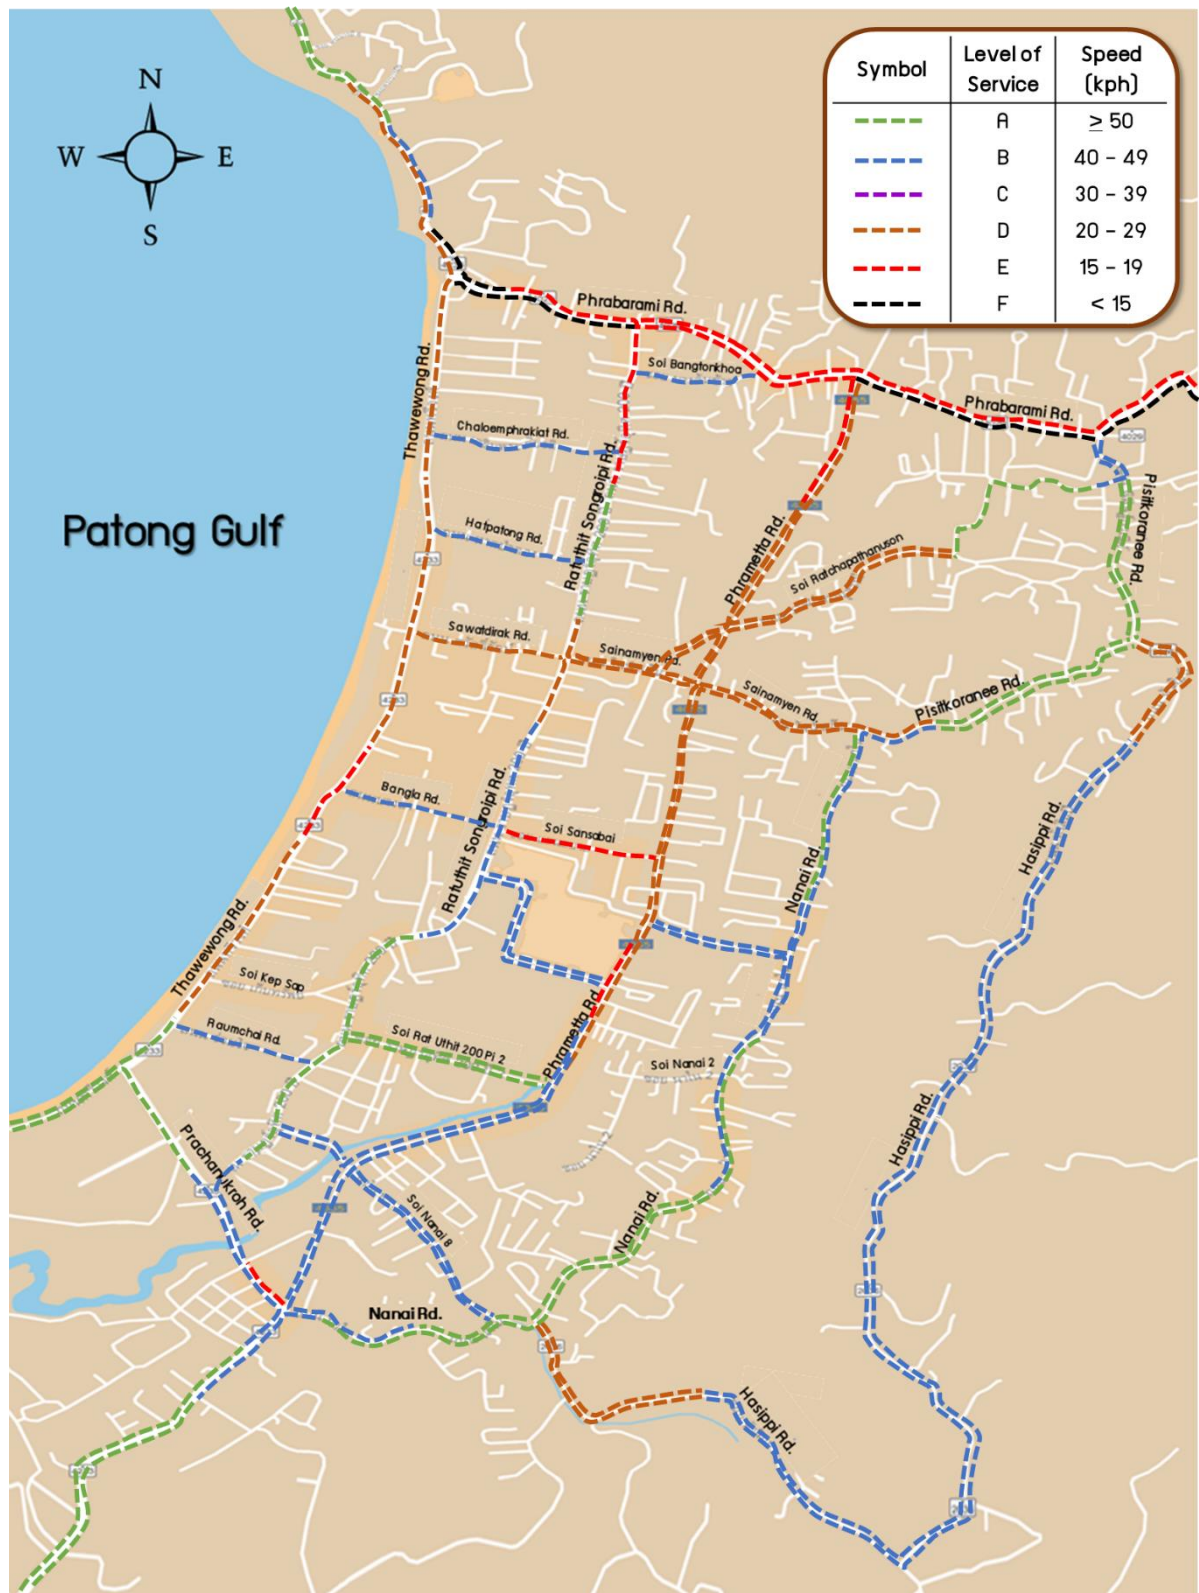 N
W E
S
Symbol Level of Service Speed (kph)
A ≥ 50
B 40 - 49
C 30 - 39
D 20 - 29
E 15 - 19
F < 15
Phrabarami Rd.
Soi Bangtonkhoa
Thawewong Rd.
Phrabarami Rd.
Chaloemphrakiat Rd.
4029
Ratuthit Songroipi Rd.
Pisitkoranee Rd.
Patong Gulf
Hatpatong Rd.
Phrametta Rd.
Soi Ratchapathanuson
4233
Sawatdirak Rd.
Sainamyen Rd.
4233
Sainamyen Rd.
Pisitkoranee Rd.
Bangla Rd.
Ratuthit Songroipi Rd.
Soi Sansabai
4233
Hasippi Rd.
Nanai Rd.
Thawewong Rd.
Soi Kep Sap
Raumchai Rd.
Soi Rat Uthit 200 Pi 2
Phrametta Rd.
Soi Nanai 2
Prachanukroh Rd.
Hasippi Rd.
Soi Nanai 8
Nanai Rd.
Nanai Rd.
Hasippi Rd.